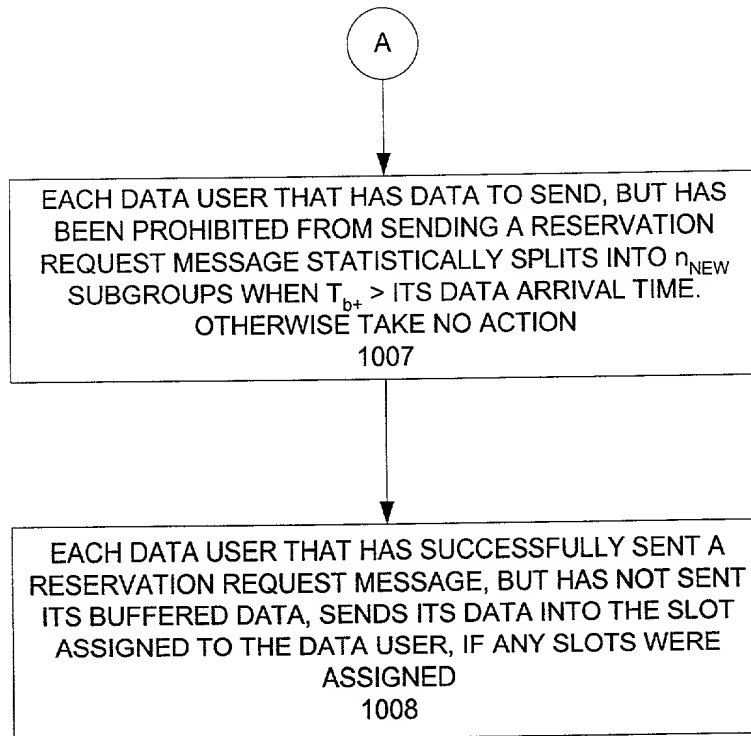 A
EACH DATA USER THAT HAS DATA TO SEND, BUT HAS
BEEN PROHIBITED FROM SENDING A RESERVATION
REQUEST MESSAGE STATISTICALLY SPLITS INTO nNEW
SUBGROUPS WHEN Tb+ > ITS DATA ARRIVAL TIME.
OTHERWISE TAKE NO ACTION
1007
EACH DATA USER THAT HAS SUCCESSFULLY SENT A
RESERVATION REQUEST MESSAGE, BUT HAS NOT SENT
ITS BUFFERED DATA, SENDS ITS DATA INTO THE SLOT
ASSIGNED TO THE DATA USER, IF ANY SLOTS WERE
ASSIGNED
1008